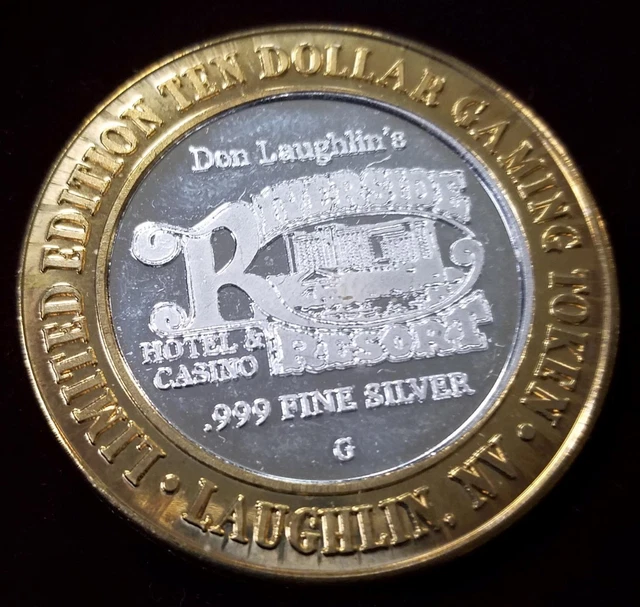 LIMITED EDITION TEN DOLLAR GAMING TOKEN
• LAUGHLIN, NV •
Don Laughlin's
RIVERSIDE
HOTEL &
CASINO
RESORT
.999 FINE SILVER
G